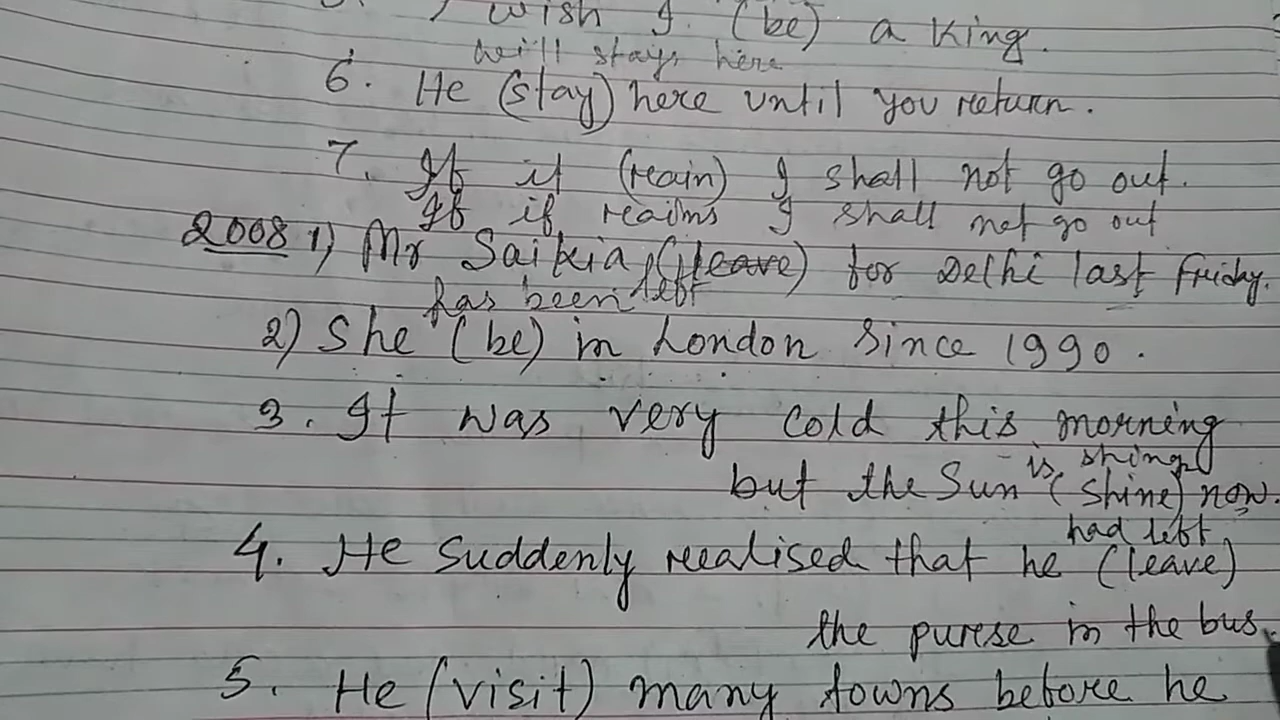 I wish I (be) a King.
will stays here
6. He (stay) here until you return.
7. If it (rain) I shall not go out.
If it rains I shall not go out
2008 1) Mr Saikia (leave) for Delhi last Friday.
has been left
2) She (be) in London since 1990.
3. It was very cold this morning
is shing
but the Sun (shine) now.
had left
4. He suddenly realised that he (leave)
the purse in the bus.
5. He (visit) many towns before he